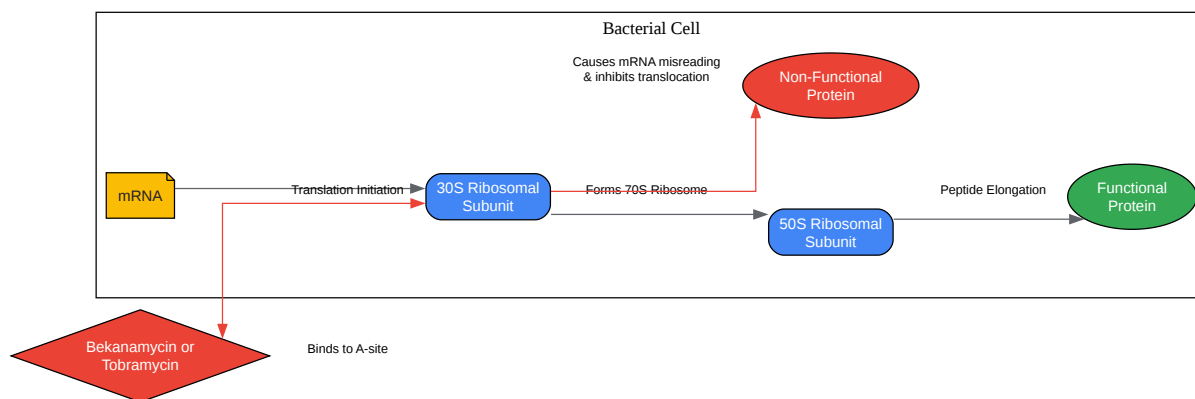 Bacterial Cell
Causes mRNA misreading
& inhibits translocation
Non-Functional
Protein
mRNA
Translation Initiation
30S Ribosomal
Subunit
Forms 70S Ribosome
50S Ribosomal
Subunit
Peptide Elongation
Functional
Protein
Bekanamycin or
Tobramycin
Binds to A-site